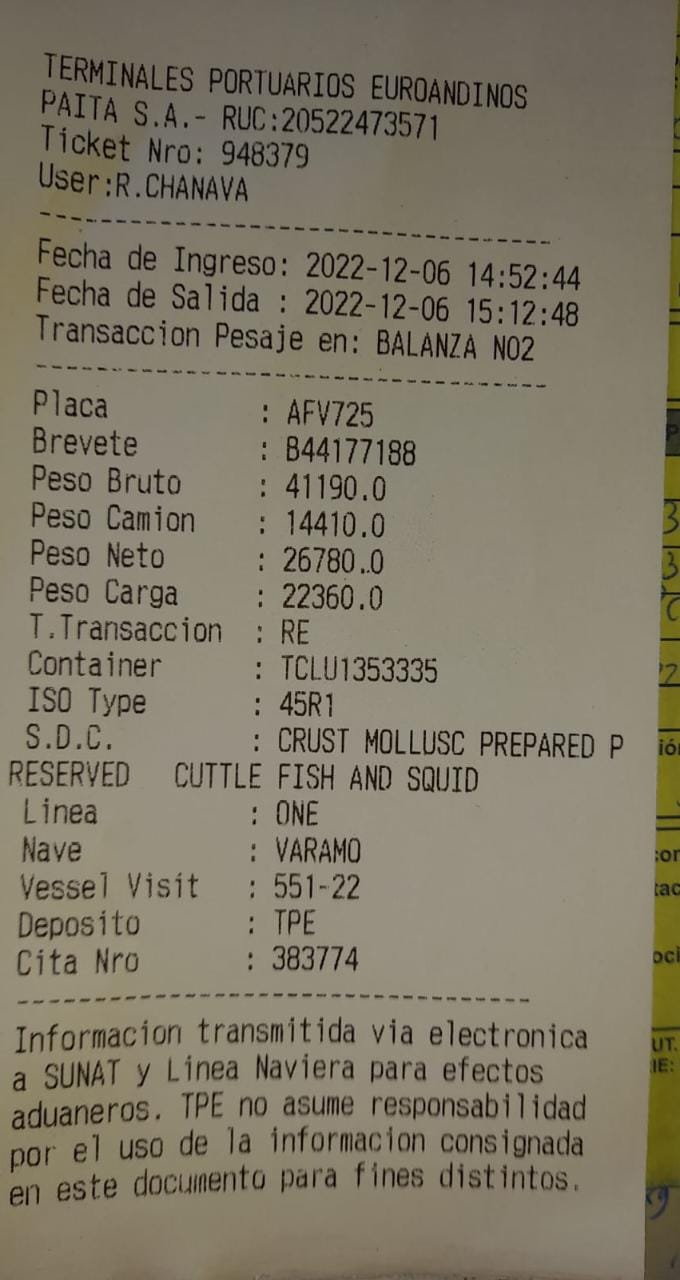 TERMINALES PORTUARIOS EUROANDINOS
PAITA S.A.- RUC:20522473571
Ticket Nro: 948379
User:R.CHANAVA
Fecha de Ingreso: 2022-12-06 14:52:44
Fecha de Salida : 2022-12-06 15:12:48
Transaccion Pesaje en: BALANZA NO2
Placa : AFV725
Brevete : B44177188
Peso Bruto : 41190.0
Peso Camion : 14410.0
Peso Neto : 26780.0
Peso Carga : 22360.0
T.Transaccion : RE
Container : TCLU1353335
ISO Type : 45R1
S.D.C. : CRUST MOLLUSC PREPARED P
RESERVED CUTTLE FISH AND SQUID
Linea : ONE
Nave : VARAMO
Vessel Visit : 551-22
Deposito : TPE
Cita Nro : 383774
Informacion transmitida via electronica
a SUNAT y Linea Naviera para efectos
aduaneros. TPE no asume responsabilidad
por el uso de la informacion consignada
en este documento para fines distintos.